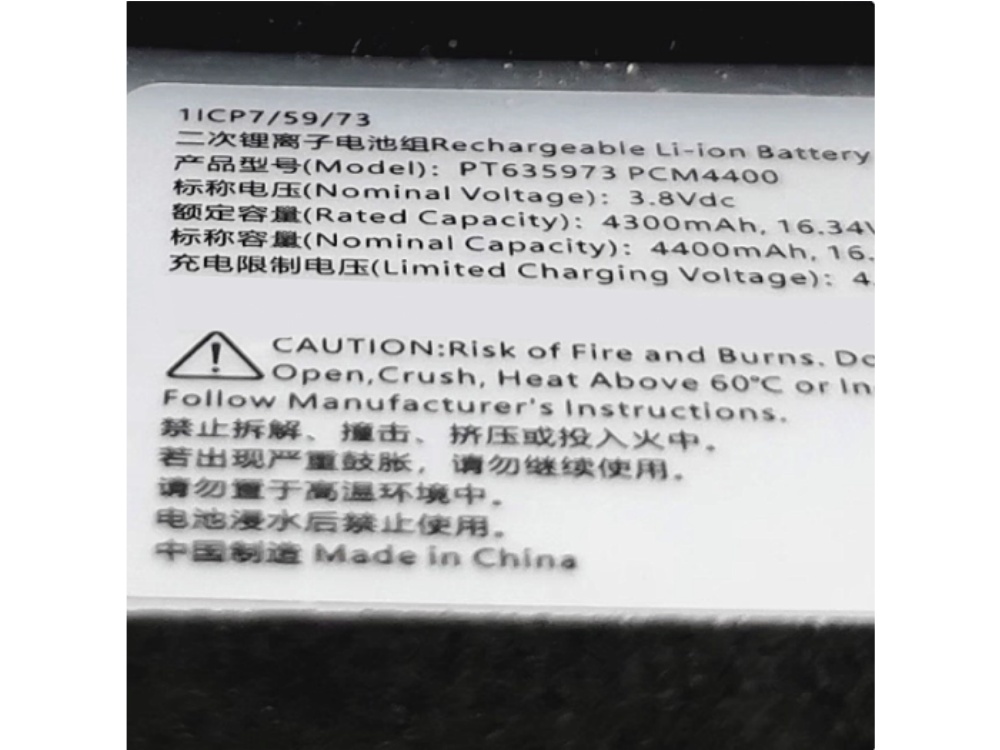 1ICP7/59/73
二次锂离子电池组Rechargeable Li-ion Battery
产品型号(Model): PT635973 PCM4400
标称电压(Nominal Voltage): 3.8Vdc
额定容量(Rated Capacity): 4300mAh, 16.34
标称容量(Nominal Capacity): 4400mAh, 16.
充电限制电压(Limited Charging Voltage): 4
CAUTION:Risk of Fire and Burns. Do
Open,Crush, Heat Above 60℃ or In
Follow Manufacturer's Instructions.
禁止拆解、撞击、挤压或投入火中。
若出现严重鼓胀，请勿继续使用。
请勿置于高温环境中。
电池浸水后禁止使用。
中国制造 Made in China